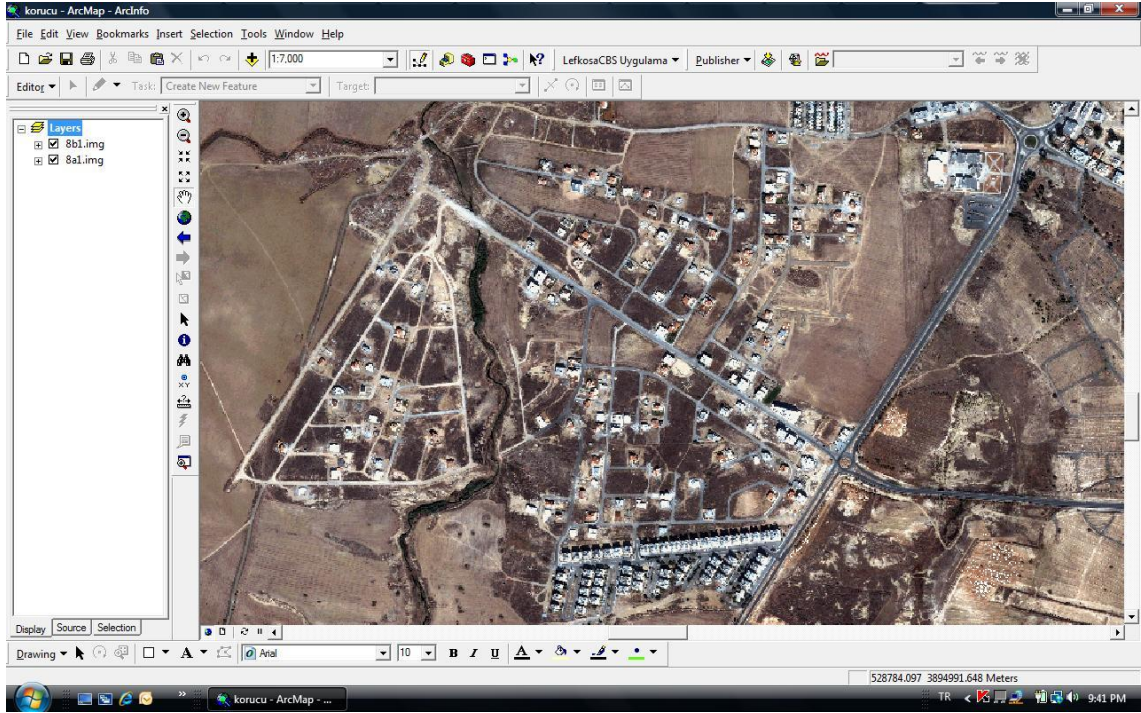 korucu - ArcMap - ArcInfo
File Edit View Bookmarks Insert Selection Tools Window Help
1:7,000 LefkosaCBS Uygulama Publisher
Editor Task: Create New Feature Target:
Layers
8b1.img
8a1.img
Display Source Selection
Drawing A Arial 10 B I U A
528784.097 3894991.648 Meters
korucu - ArcMap - ... TR 9:41 PM